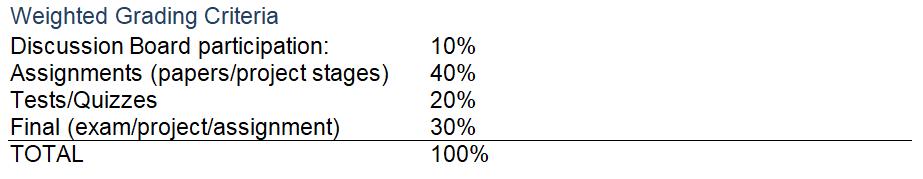 Weighted Grading Criteria
Discussion Board participation: 10%
Assignments (papers/project stages) 40%
Tests/Quizzes 20%
Final (exam/project/assignment) 30%
TOTAL 100%